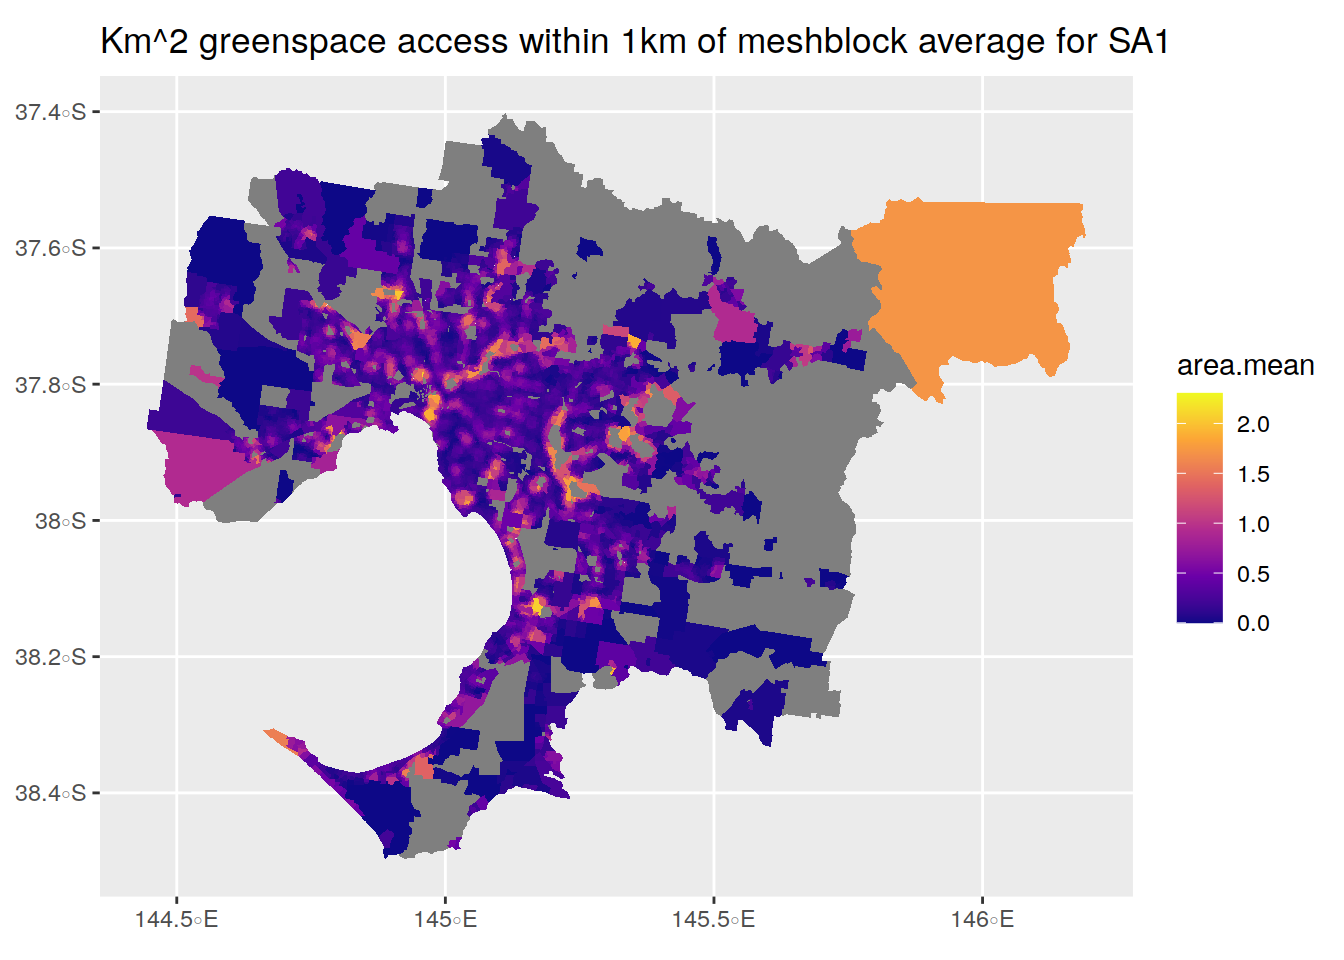 Km^2 greenspace access within 1km of meshblock average for SA1
37.4°S
37.6°S
37.8°S
38°S
38.2°S
38.4°S
144.5°E
145°E
145.5°E
146°E
area.mean
2.0
1.5
1.0
0.5
0.0